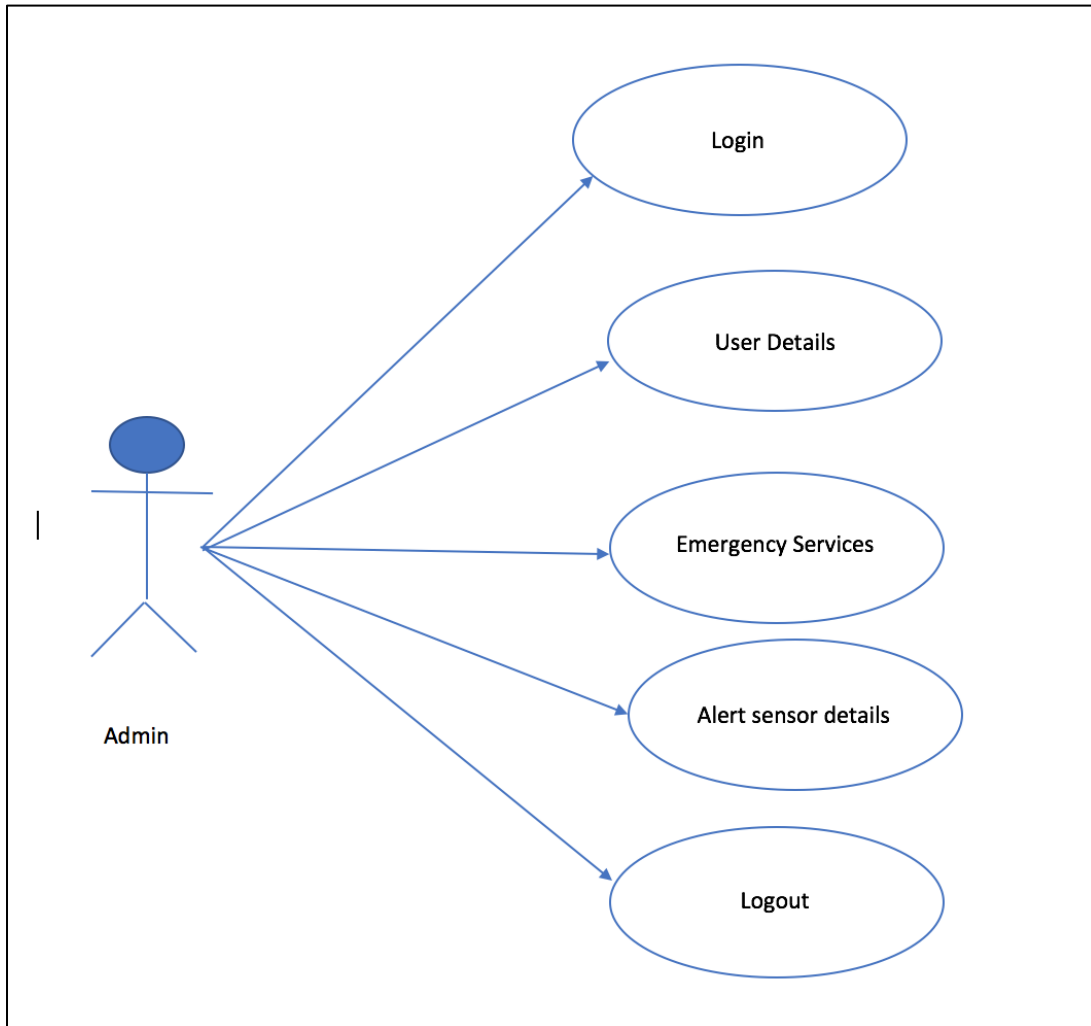 Login
User Details
Emergency Services
Alert sensor details
Admin
Logout